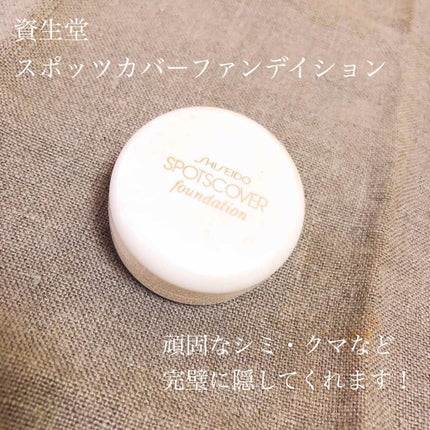 資生堂
スポッツカバーファンデイション
SHISEIDO
SPOTSCOVER
foundation
頑固なシミ・クマなど
完璧に隠してくれます！